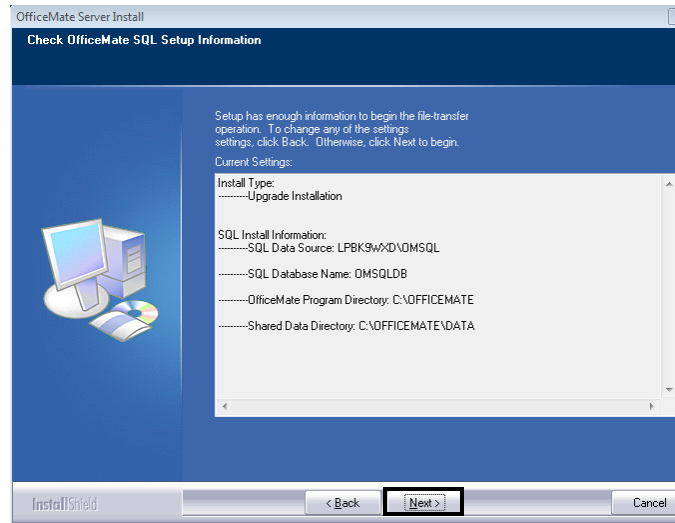 OfficeMate Server Install
Check OfficeMate SQL Setup Information
Setup has enough information to begin the file-transfer
operation. To change any of the settings
settings, click Back. Otherwise, click Next to begin.
Current Settings:
Install Type:
---------Upgrade Installation
SQL Install Information:
---------SQL Data Source: LPBK9WXD\OMSQL
---------SQL Database Name: OMSQLDB
---------OfficeMate Program Directory: C:\OFFICEMATE
---------Shared Data Directory: C:\OFFICEMATE\DATA
InstallShield
< Back
Next >
Cancel